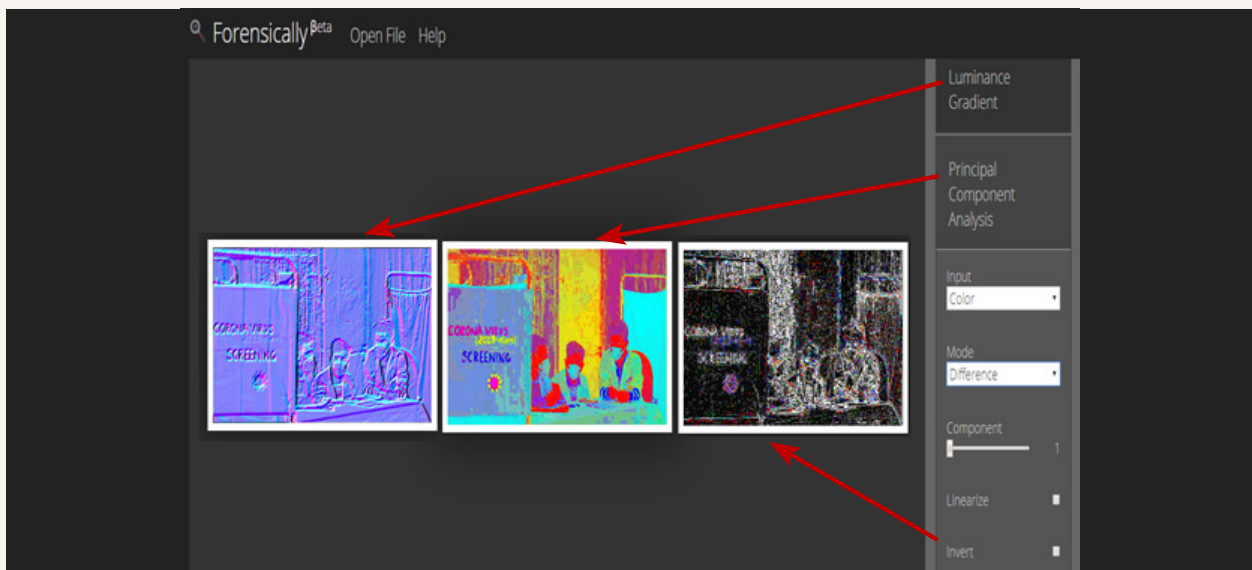 Forensically Beta Open File Help
Luminance
Gradient
Principal
Component
Analysis
Input
Color
Mode
Difference
Component
1
Linearize
Invert
CORONA VIRUS
SCREENING
CORONA VIRUS
SCREENING
SCREENING